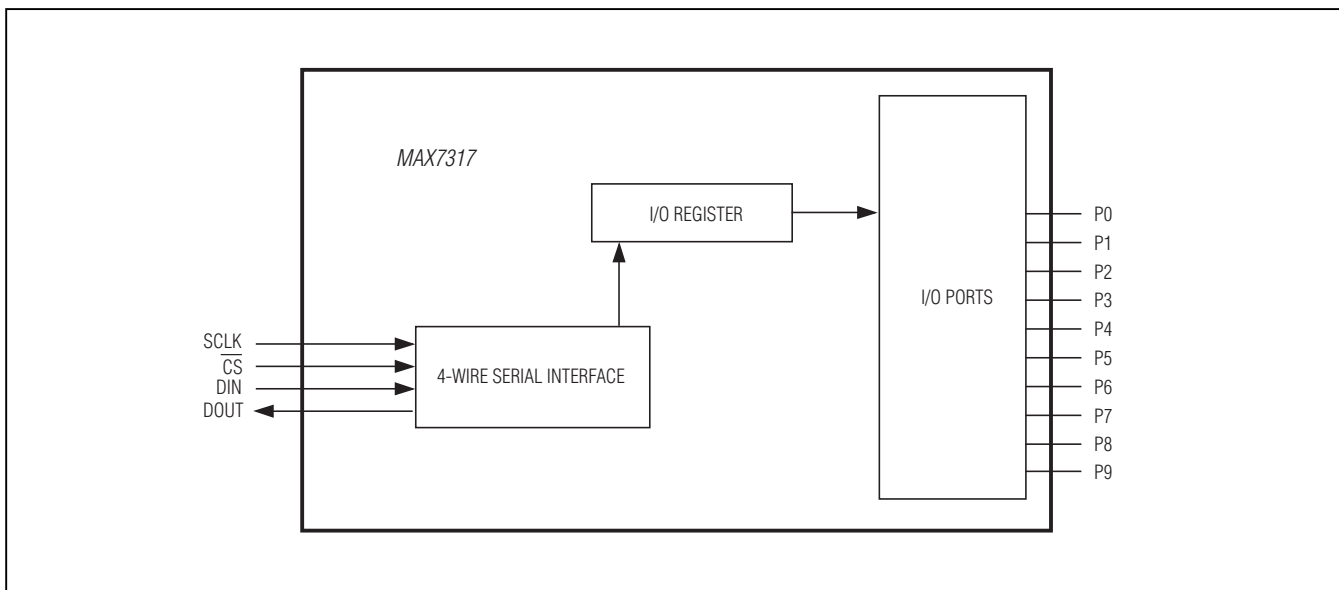 MAX7317
I/O REGISTER
I/O PORTS
4-WIRE SERIAL INTERFACE
SCLK
C̅S̅
DIN
DOUT
P0
P1
P2
P3
P4
P5
P6
P7
P8
P9